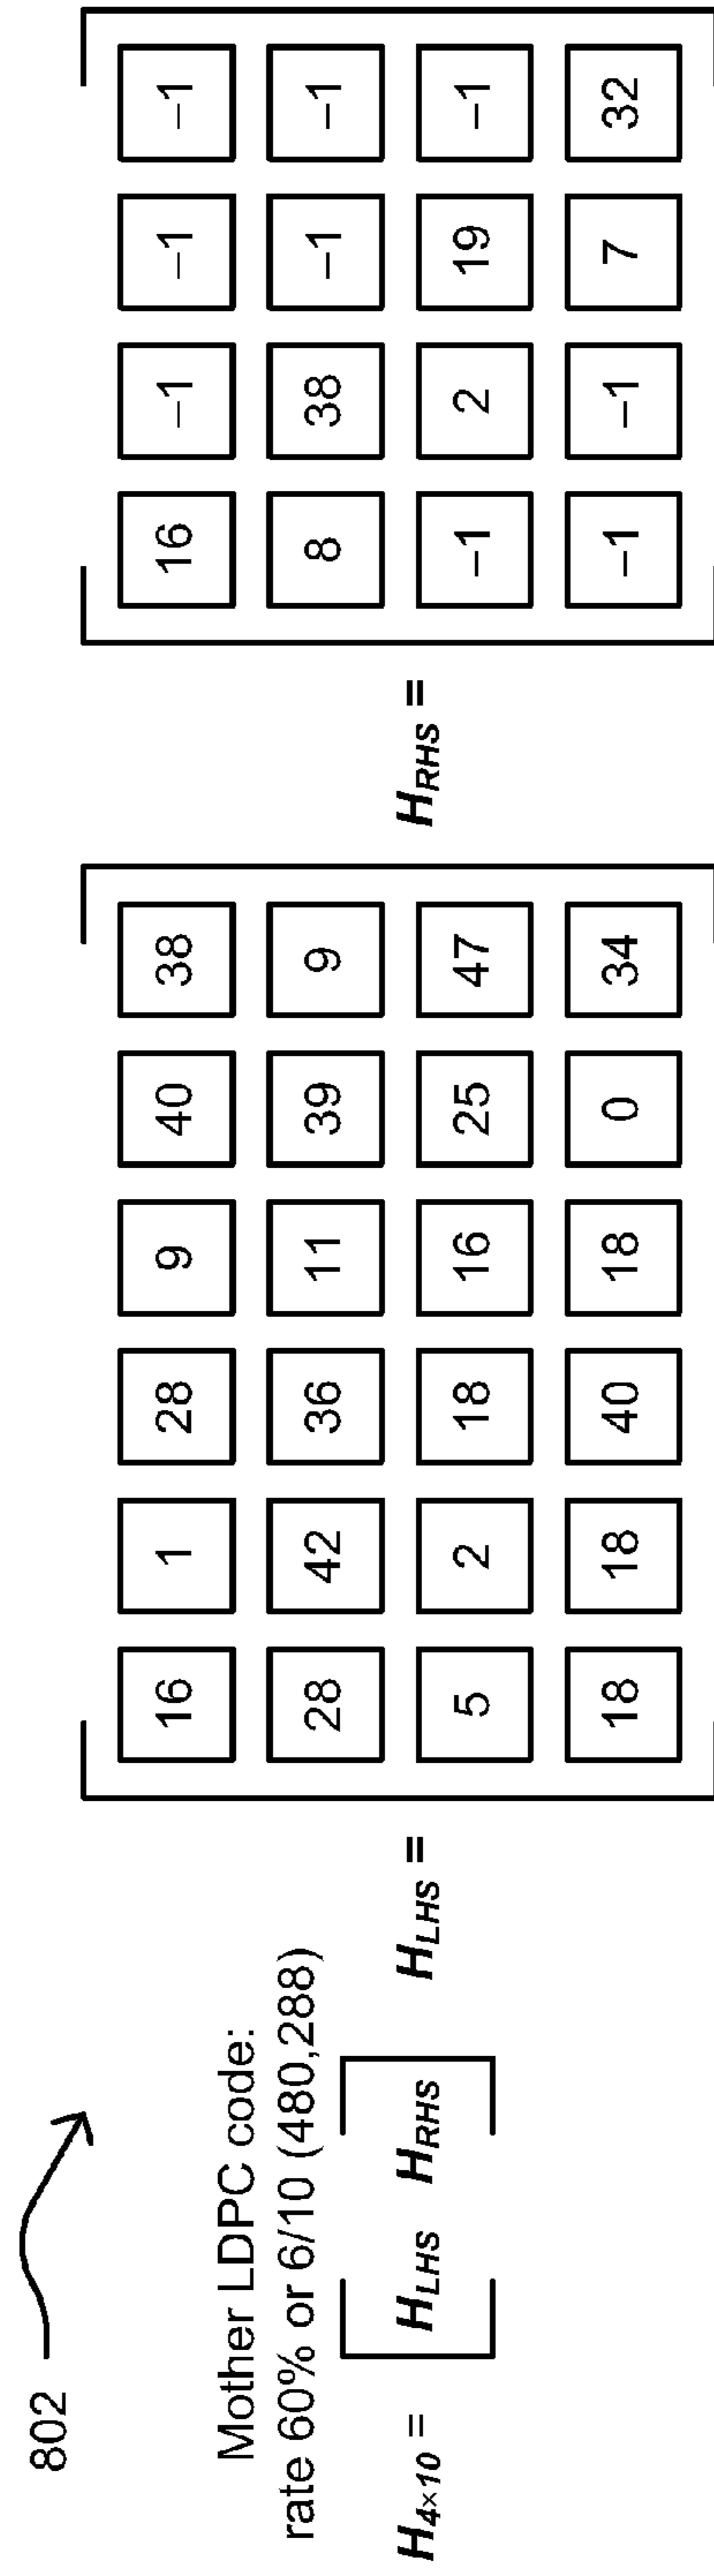 802
Mother LDPC code:
rate 60% or 6/10 (480,288)
H4×10 = [ HLHS HRHS ]
HLHS =
16 1 28 9 40 38
28 42 36 11 39 9
5 2 18 16 25 47
18 18 40 18 0 34
HRHS =
16 –1 –1 –1
8 38 –1 –1
–1 2 19 –1
–1 –1 7 32